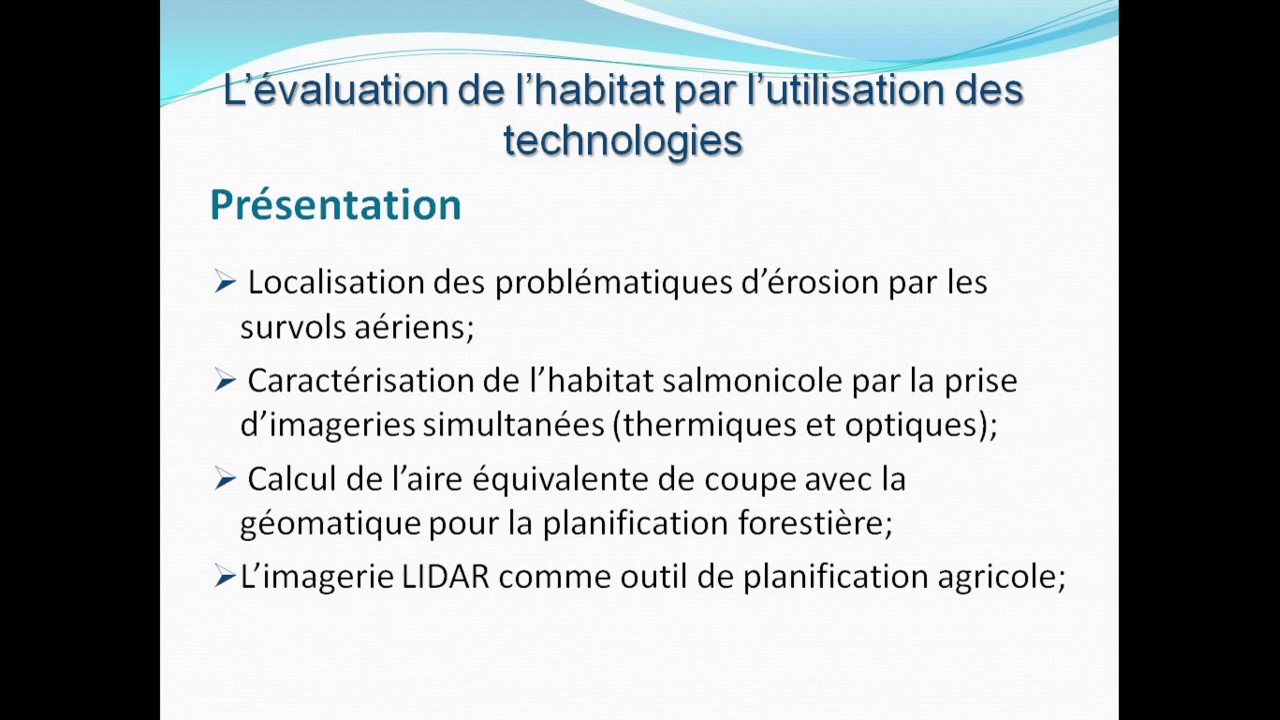 L’évaluation de l’habitat par l’utilisation des
technologies
Présentation
➢ Localisation des problématiques d’érosion par les
survols aériens;
➢ Caractérisation de l’habitat salmonicole par la prise
d’imageries simultanées (thermiques et optiques);
➢ Calcul de l’aire équivalente de coupe avec la
géomatique pour la planification forestière;
➢L’imagerie LIDAR comme outil de planification agricole;